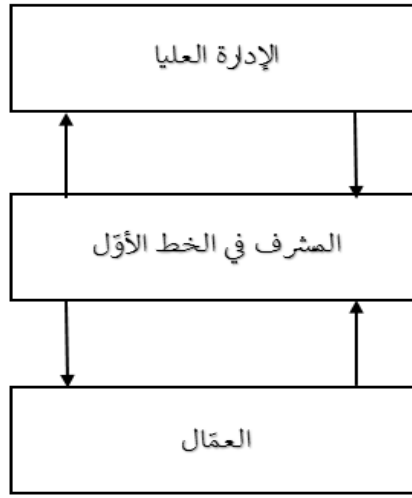 الإدارة العليا
المشرف في الخط الأوّل
العمّال